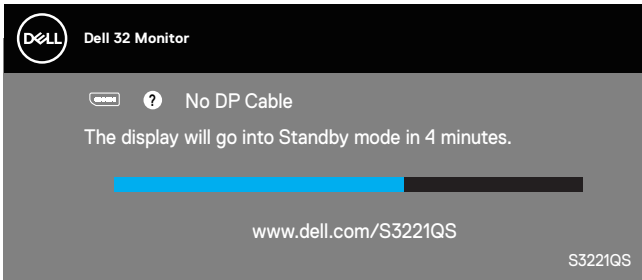 DELL
Dell 32 Monitor
? No DP Cable
The display will go into Standby mode in 4 minutes.
www.dell.com/S3221QS
S3221QS